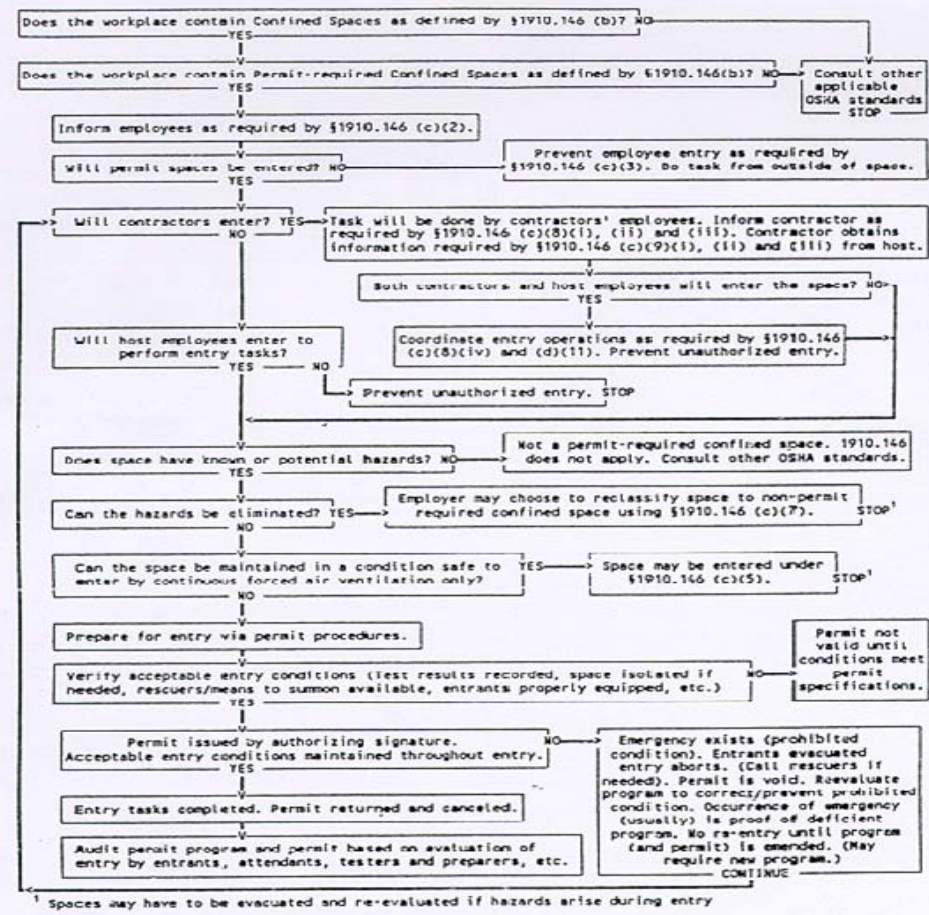 Does the workplace contain Confined Spaces as defined by §1910.146 (b)? NO
YES
Does the workplace contain Permit-required Confined Spaces as defined by §1910.146(b)? NO
YES
Consult other
applicable
OSHA standards
STOP
Inform employees as required by §1910.146 (c)(2).
Will permit spaces be entered? NO
YES
Prevent employee entry as required by
§1910.146 (c)(3). Do task from outside of space.
Will contractors enter? YES
NO
Task will be done by contractors' employees. Inform contractor as
required by §1910.146 (c)(8)(i), (ii) and (iii). Contractor obtains
information required by §1910.146 (c)(9)(i), (ii) and (iii) from host.
Both contractors and host employees will enter the space? NO
YES
Coordinate entry operations as required by §1910.146
(c)(8)(iv) and (d)(11). Prevent unauthorized entry.
Will host employees enter to
perform entry tasks?
YES NO
Prevent unauthorized entry. STOP
Does space have known or potential hazards? NO
YES
Not a permit-required confined space. 1910.146
does not apply. Consult other OSHA standards.
Can the hazards be eliminated? YES
NO
Employer may choose to reclassify space to non-permit
required confined space using §1910.146 (c)(7). STOP¹
Can the space be maintained in a condition safe to
enter by continuous forced air ventilation only?
YES
NO
Space may be entered under
§1910.146 (c)(5). STOP¹
Prepare for entry via permit procedures.
Verify acceptable entry conditions (Test results recorded, space isolated if
needed, rescuers/means to summon available, entrants properly equipped, etc.)
NO
YES
Permit not
valid until
conditions meet
permit
specifications.
Permit issued by authorizing signature.
Acceptable entry conditions maintained throughout entry.
NO
YES
Emergency exists (prohibited
condition). Entrants evacuated
entry aborts. (Call rescuers if
needed). Permit is void. Reevaluate
program to correct/prevent prohibited
condition. Occurrence of emergency
(usually) is proof of deficient
program. No re-entry until program
(and permit) is emended. (May
require new program.)
CONTINUE
Entry tasks completed. Permit returned and canceled.
Audit permit program and permit based on evaluation of
entry by entrants, attendants, testers and preparers, etc.
¹ Spaces may have to be evacuated and re-evaluated if hazards arise during entry